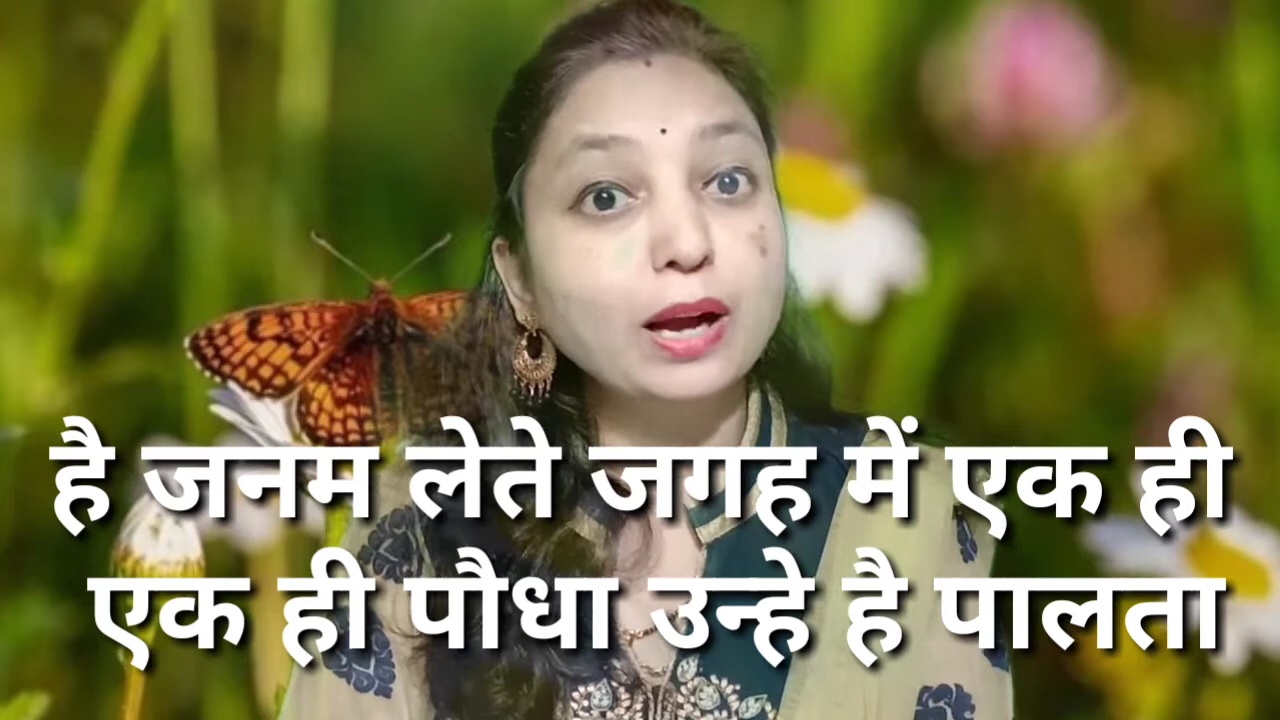 है जनम लेते जगह में एक ही
एक ही पौधा उन्हे है पालता